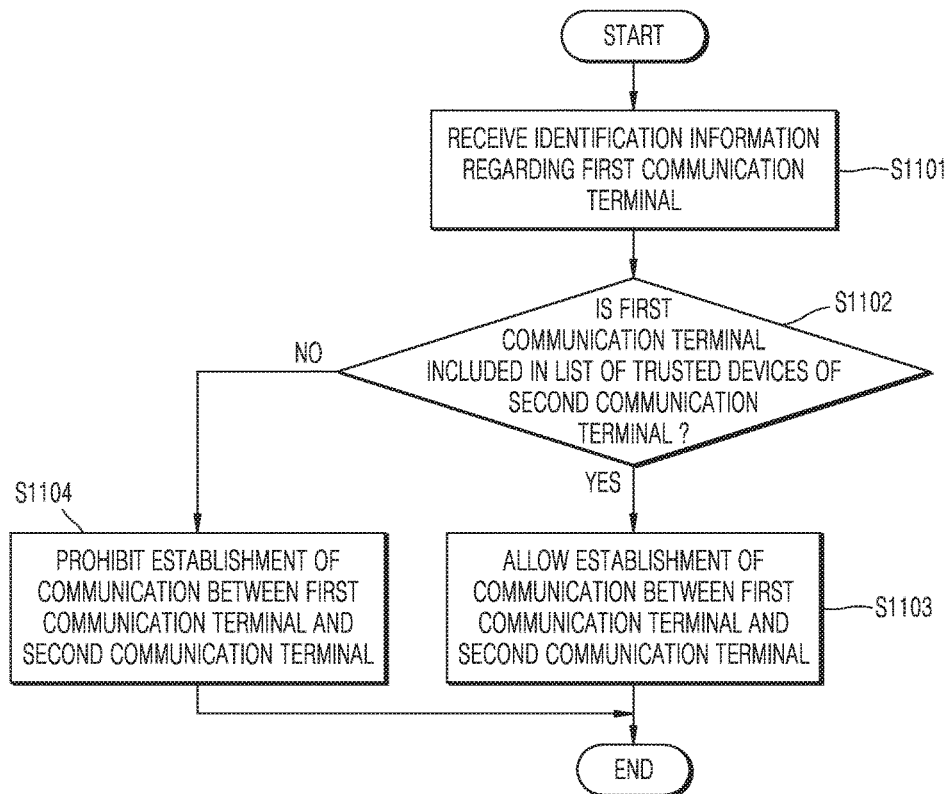 START
RECEIVE IDENTIFICATION INFORMATION
REGARDING FIRST COMMUNICATION
TERMINAL
S1101
IS FIRST
COMMUNICATION TERMINAL
INCLUDED IN LIST OF TRUSTED DEVICES OF
SECOND COMMUNICATION
TERMINAL ?
S1102
NO
YES
S1104
PROHIBIT ESTABLISHMENT OF
COMMUNICATION BETWEEN FIRST
COMMUNICATION TERMINAL AND
SECOND COMMUNICATION TERMINAL
ALLOW ESTABLISHMENT OF
COMMUNICATION BETWEEN FIRST
COMMUNICATION TERMINAL AND
SECOND COMMUNICATION TERMINAL
S1103
END